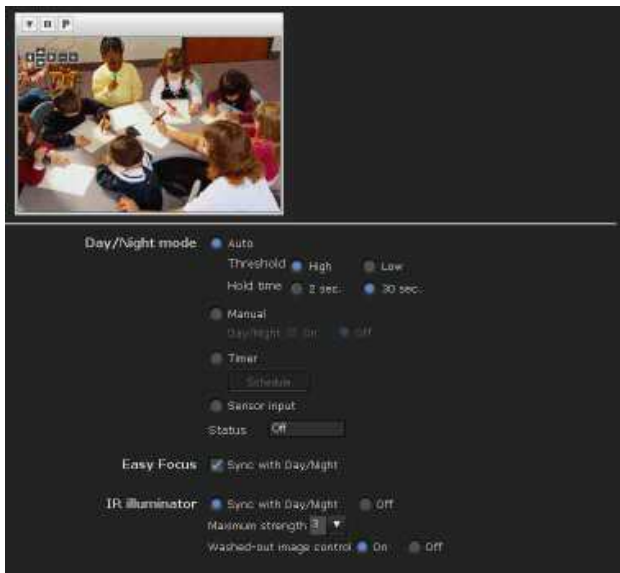 Day/Night mode Auto
Threshold High Low
Hold time 2 sec. 30 sec.
Manual
Day/Night On Off
Timer
Schedule
Sensor input
Status Off
Easy Focus Sync with Day/Night
IR illuminator Sync with Day/Night Off
Maximum strength 3
Washed-out image control On Off